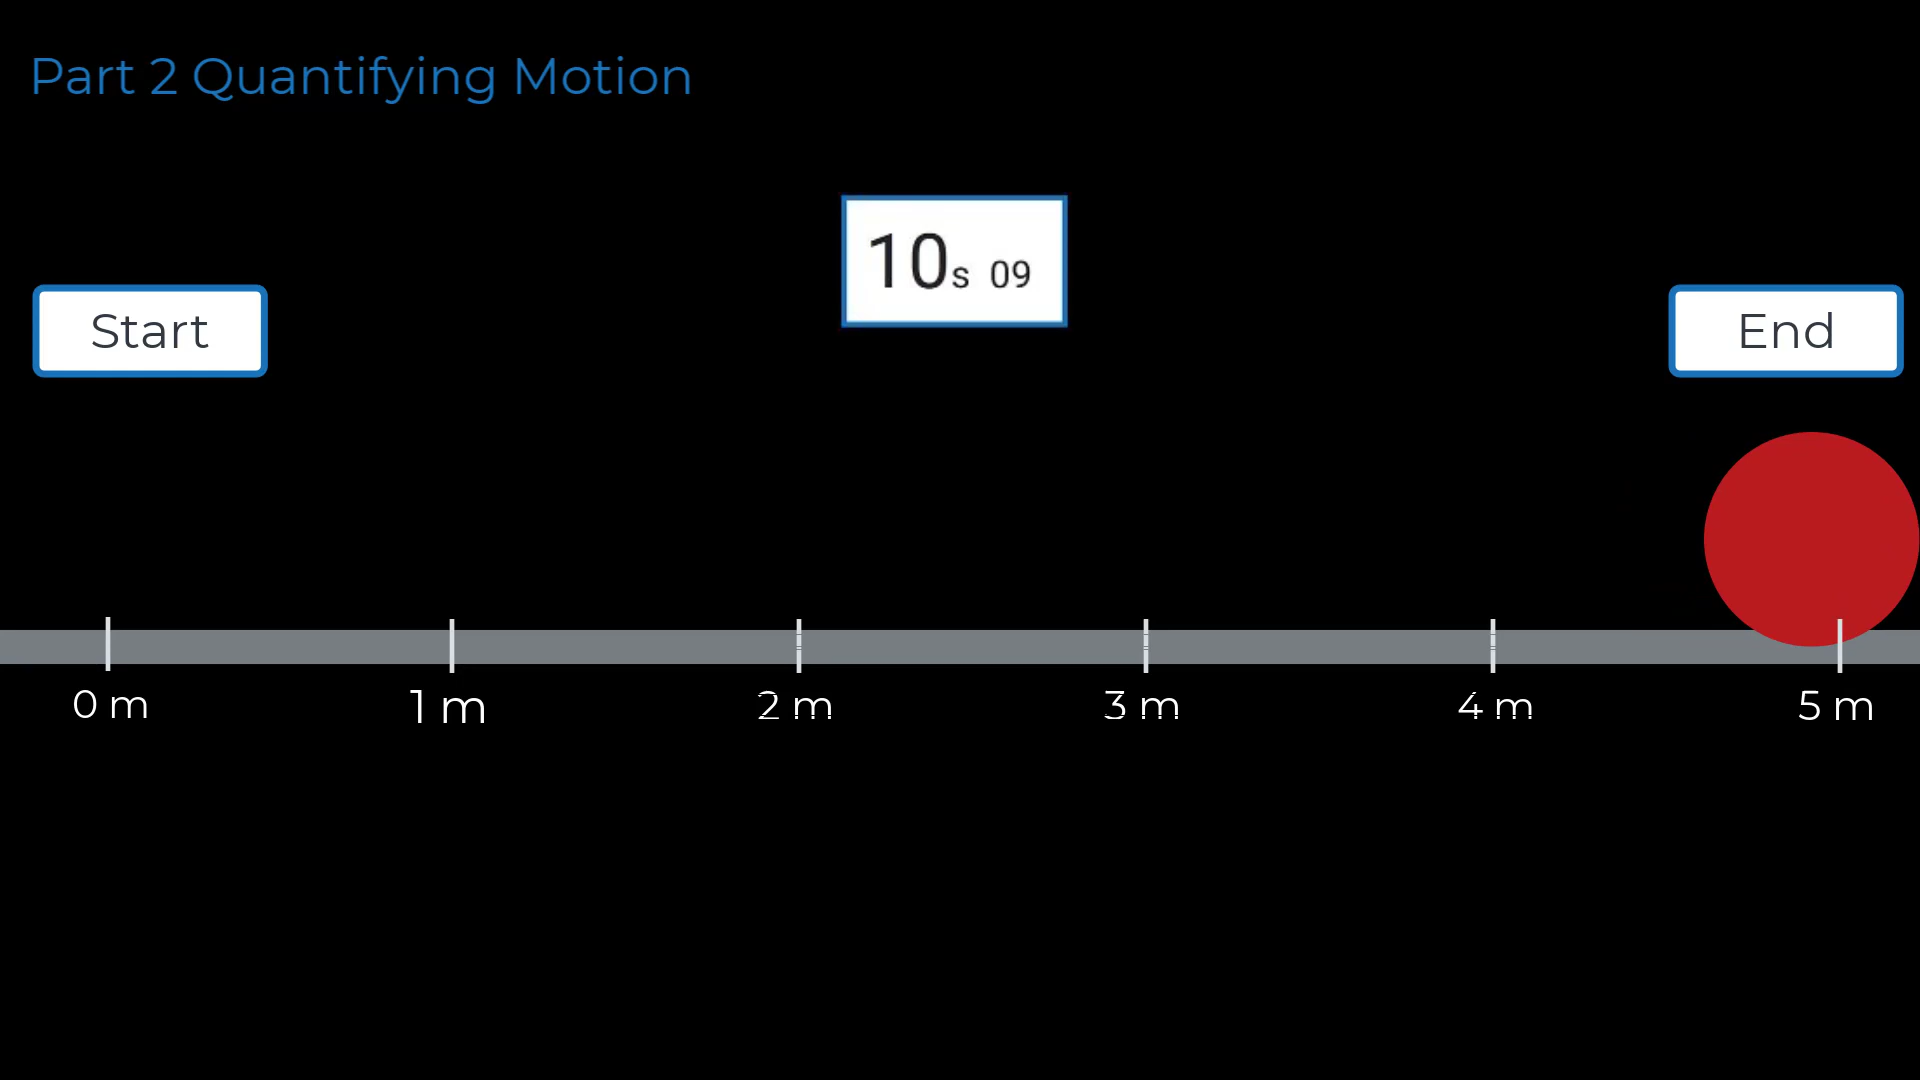 Part 2 Quantifying Motion
10s 09
Start
End
0 m
1 m
2 m
3 m
4 m
5 m